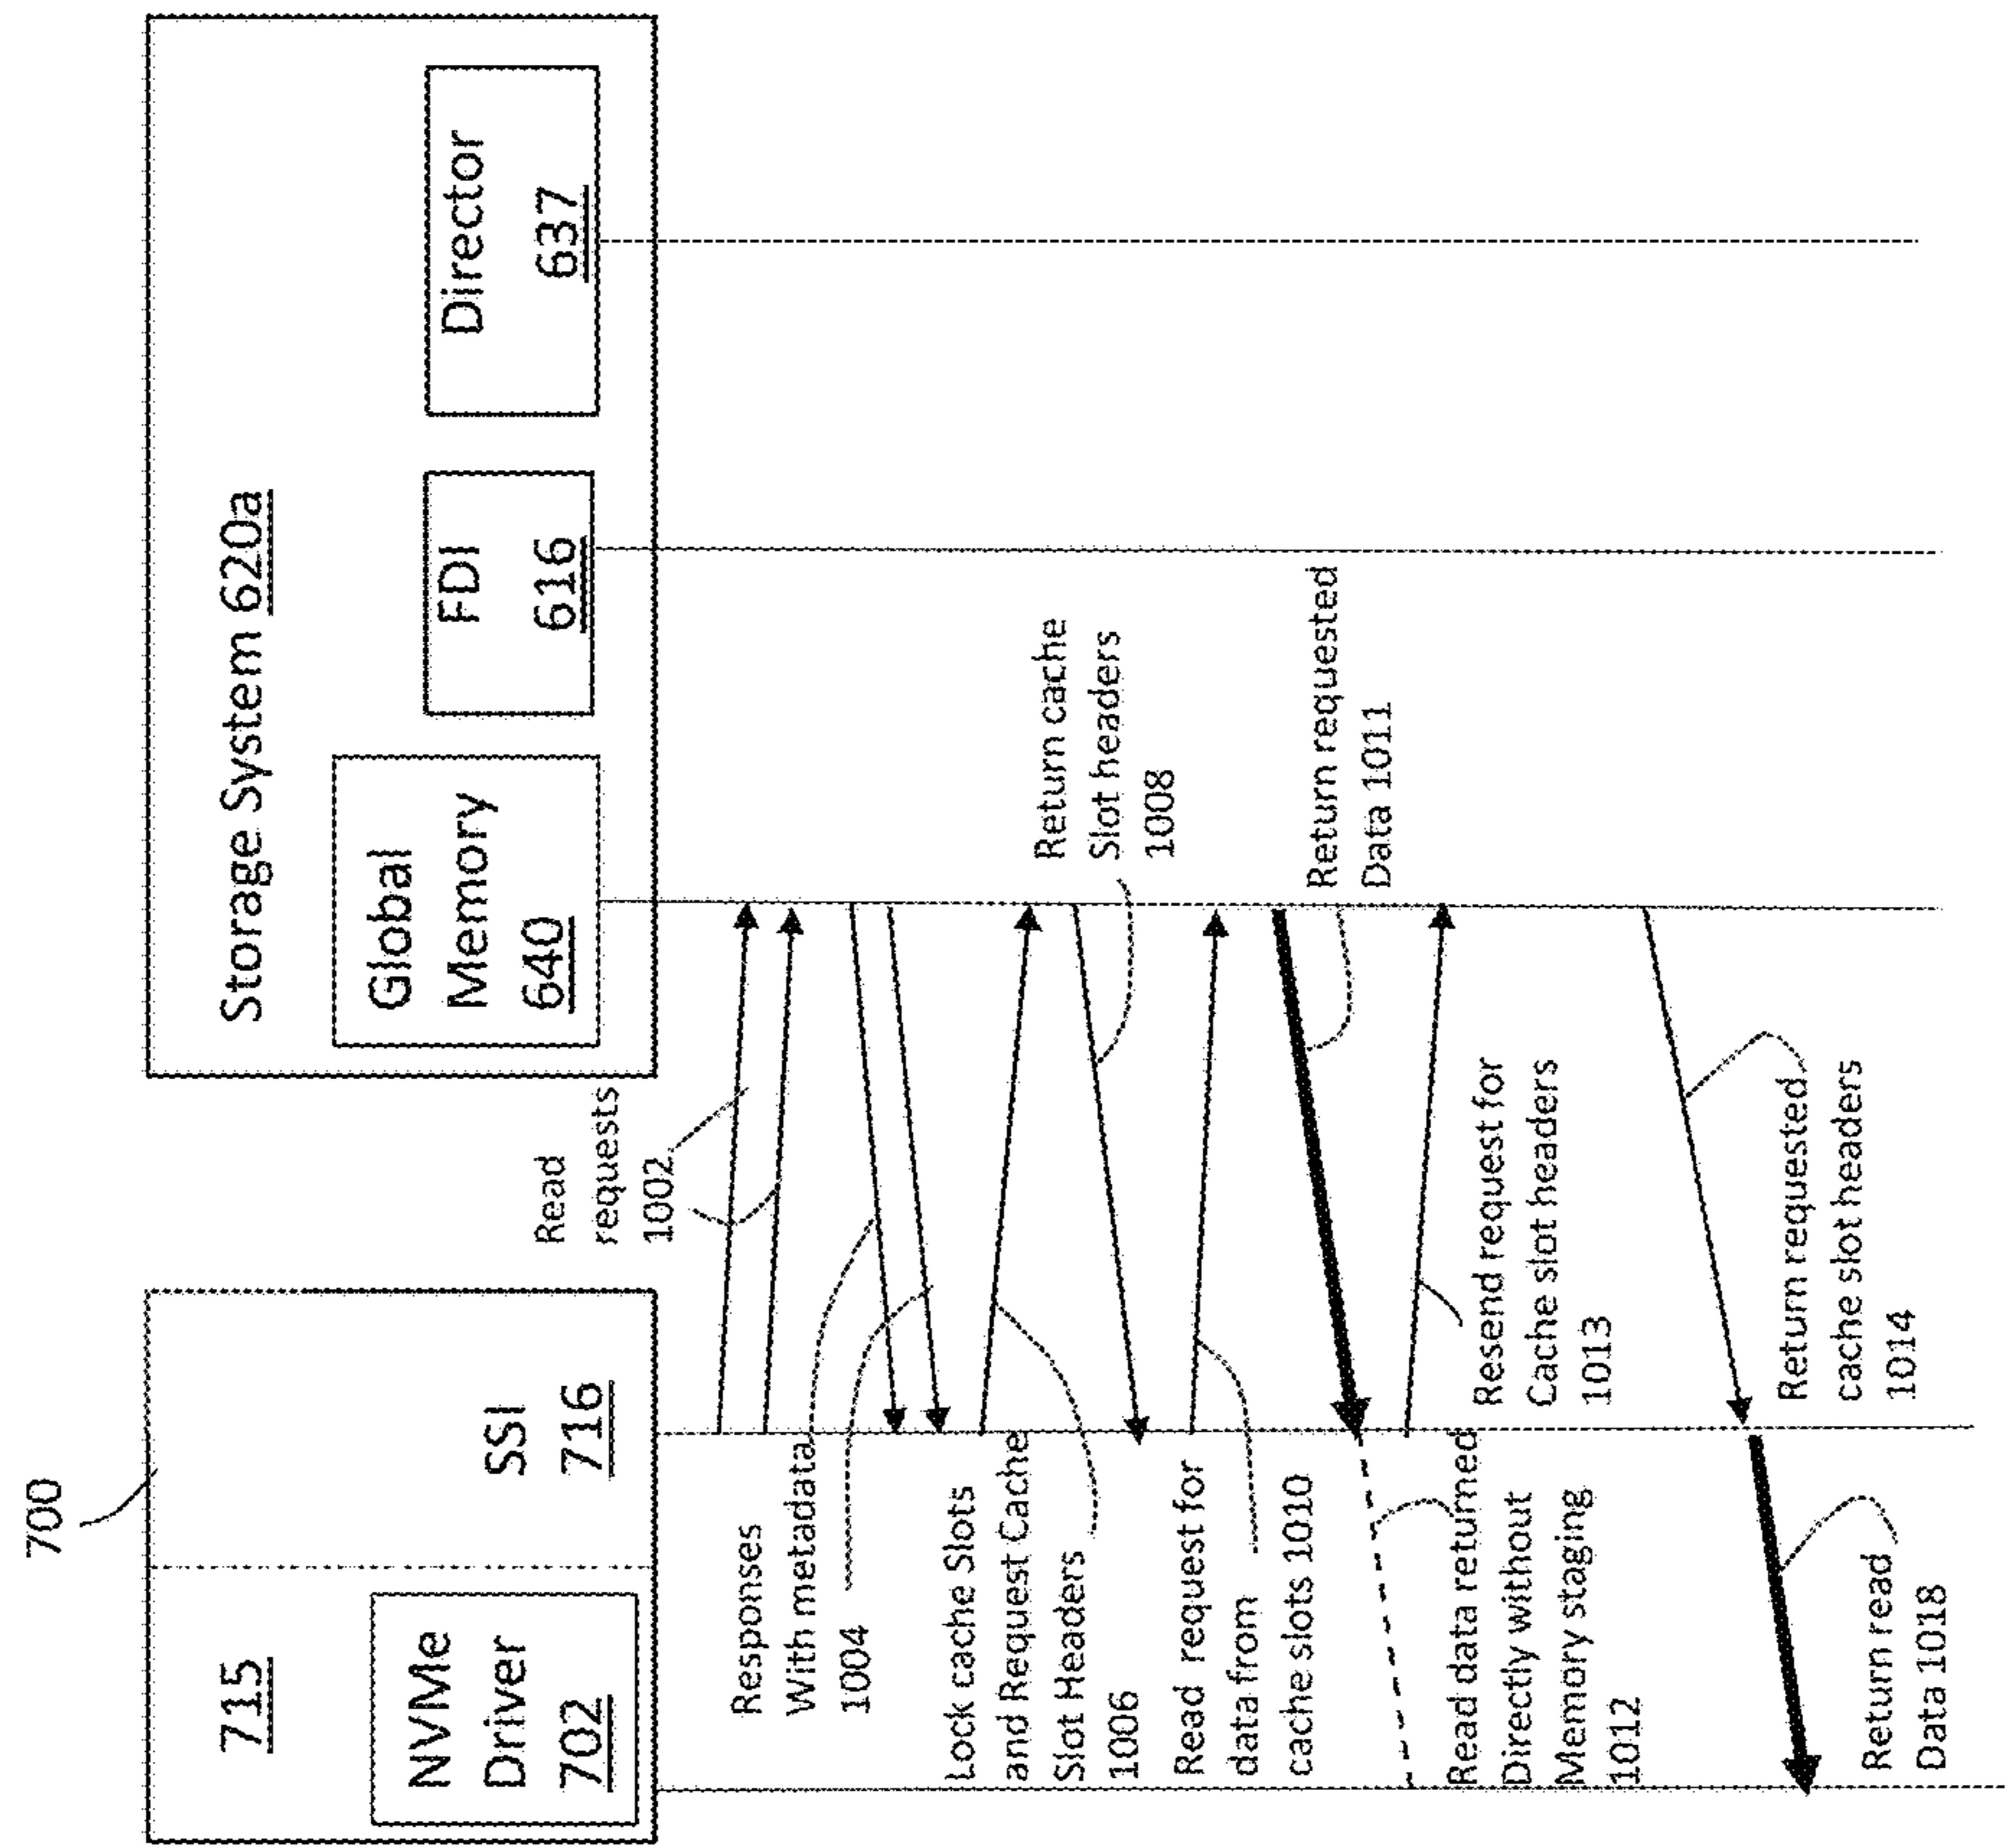 700
715
NVMe
Driver
702
SSI
716
Storage System 620a
Global
Memory
640
FDI
616
Director
637
Read
requests
1002
Responses
With metadata
1004
Lock cache Slots
and Request Cache
Slot Headers
1006
Return cache
Slot headers
1008
Read request for
data from
cache slots 1010
Return requested
Data 1011
Read data returned
Directly without
Memory staging
1012
Resend request for
Cache slot headers
1013
Return requested
cache slot headers
1014
Return read
Data 1018